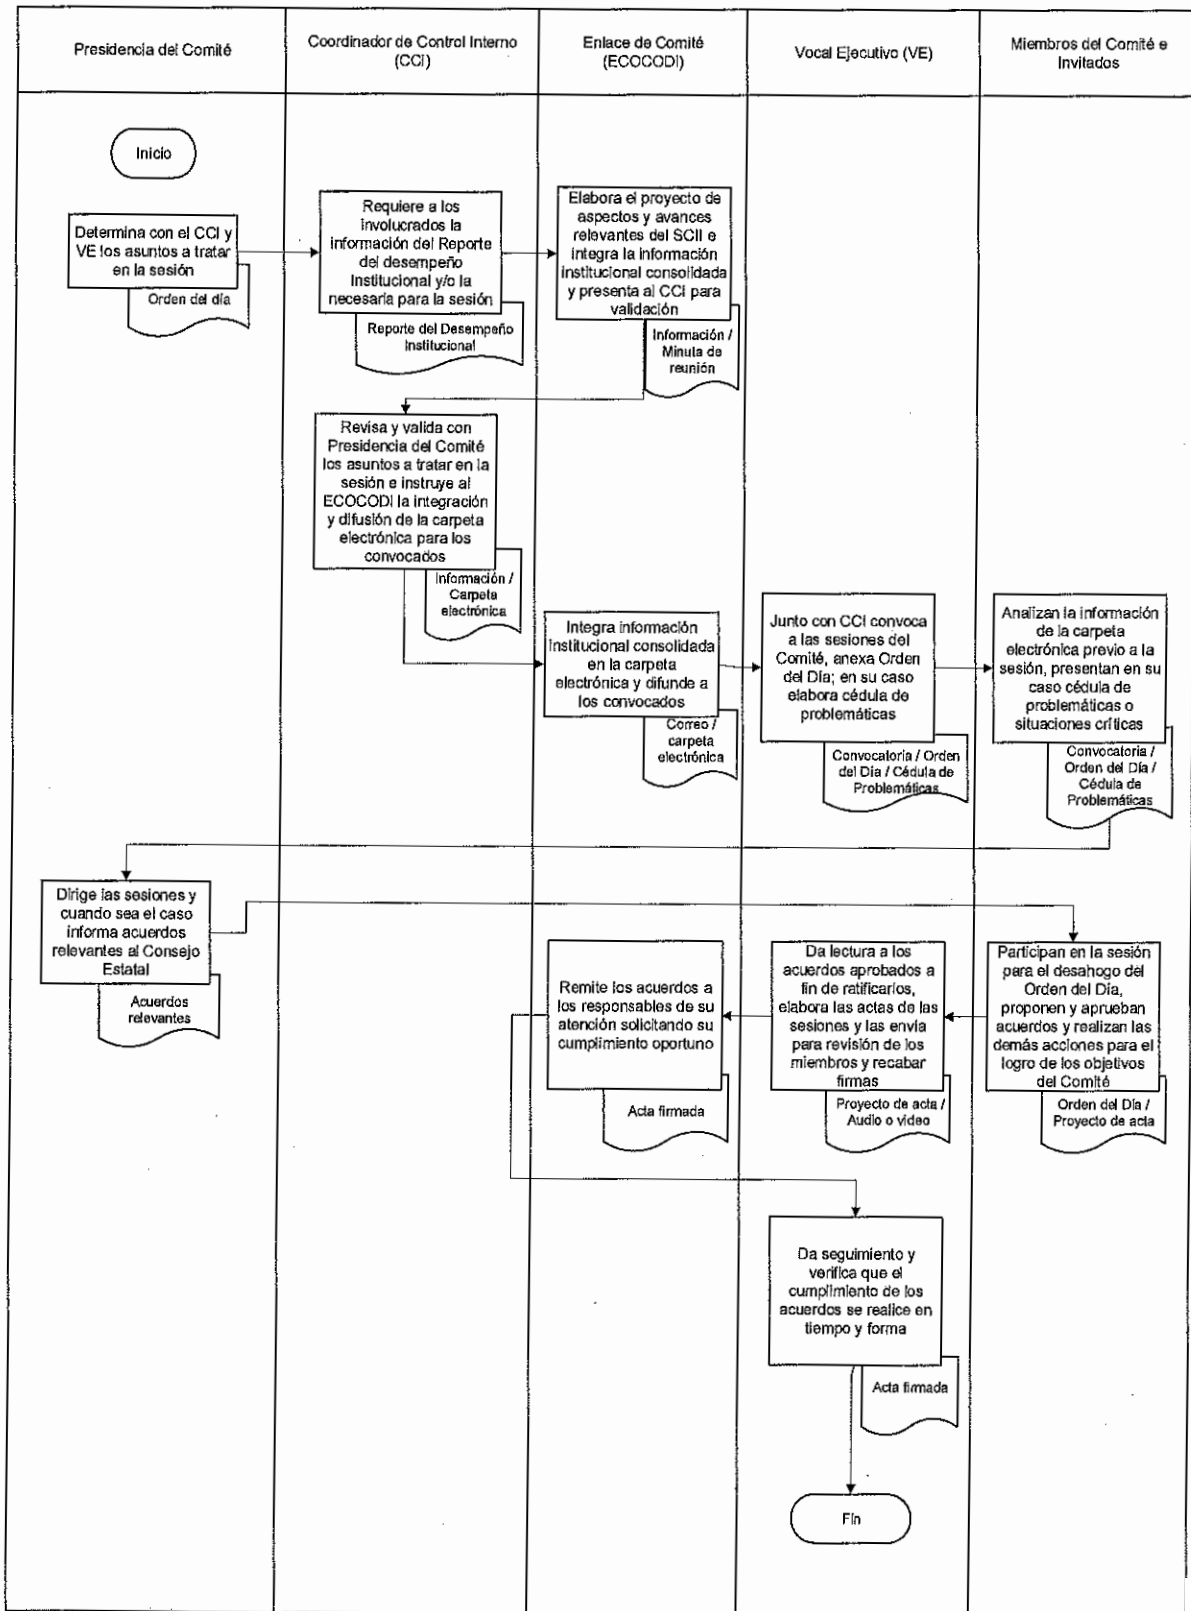 Presidencia del Comité
Coordinador de Control Interno
(CCI)
Enlace de Comité
(ECOCODI)
Vocal Ejecutivo (VE)
Miembros del Comité e
Invitados
Inicio
Determina con el CCI y
VE los asuntos a tratar
en la sesión
Orden del día
Requiere a los
involucrados la
información del Reporte
del desempeño
Institucional y/o la
necesaria para la sesión
Reporte del Desempeño
Institucional
Elabora el proyecto de
aspectos y avances
relevantes del SCII e
integra la información
institucional consolidada
y presenta al CCI para
validación
Información /
Minuta de
reunión
Revisa y valida con
Presidencia del Comité
los asuntos a tratar en la
sesión e instruye al
ECOCODI la integración
y difusión de la carpeta
electrónica para los
convocados
Información /
Carpeta
electrónica
Integra información
Institucional consolidada
en la carpeta
electrónica y difunde a
los convocados
Correo /
carpeta
electrónica
Junto con CCI convoca
a las sesiones del
Comité, anexa Orden
del Día; en su caso
elabora cédula de
problemáticas
Convocatoria / Orden
del Día / Cédula de
Problemáticas
Analizan la información
de la carpeta
electrónica previo a la
sesión, presentan en su
caso cédula de
problemáticas o
situaciones críticas
Convocatoria /
Orden del Día /
Cédula de
Problemáticas
Dirige las sesiones y
cuando sea el caso
informa acuerdos
relevantes al Consejo
Estatal
Acuerdos
relevantes
Participan en la sesión
para el desahogo del
Orden del Día,
proponen y aprueban
acuerdos y realizan las
demás acciones para el
logro de los objetivos
del Comité
Orden del Día /
Proyecto de acta
Da lectura a los
acuerdos aprobados a
fin de ratificarlos,
elabora las actas de las
sesiones y las envía
para revisión de los
miembros y recabar
firmas
Proyecto de acta /
Audio o video
Remite los acuerdos a
los responsables de su
atención solicitando su
cumplimiento oportuno
Acta firmada
Da seguimiento y
verifica que el
cumplimiento de los
acuerdos se realice en
tiempo y forma
Acta firmada
Fin